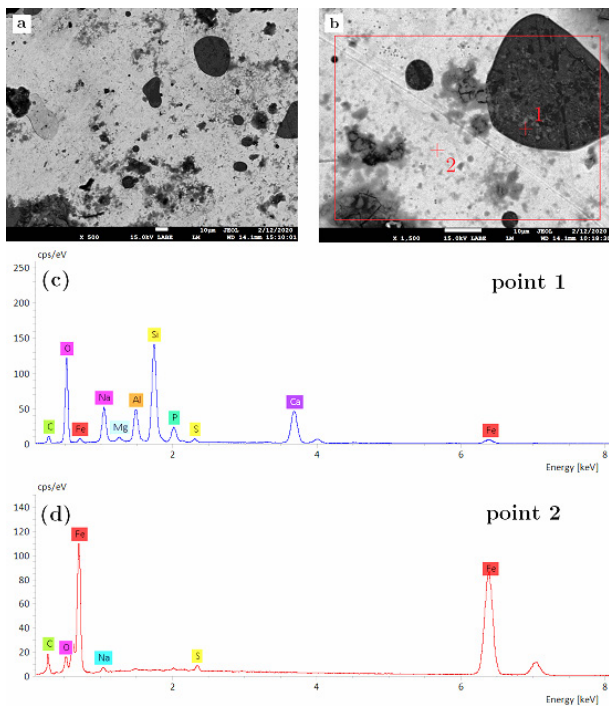 a
X 500 15.0kV LABE LM 10µm JEOL 2/12/2020 WD 14.1mm 15:10:01
b
1
2
X 1,500 15.0kV LABE LM 10µm JEOL 2/12/2020 WD 14.1mm 10:18:30
cps/eV
(c)
point 1
250
200
150
100
50
0
C
O
Fe
Na
Mg
Al
Si
P
S
Ca
Fe
2
4
6
8
Energy [keV]
cps/eV
(d)
point 2
140
120
100
80
60
40
20
0
C
O
Fe
Na
S
Fe
2
4
6
8
Energy [keV]